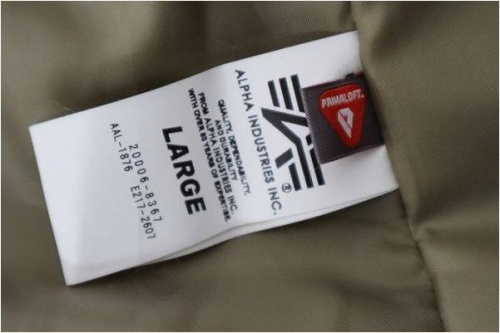 PRIMALOFT
ALPHA INDUSTRIES INC.
QUALITY, DEPENDABILITY,
AND DURABILITY
FROM ALPHA INDUSTRIES INC.
WITH OVER 50 YEARS OF EXPERTISE.
LARGE
20006-8367
AAL-1876 E217-2607